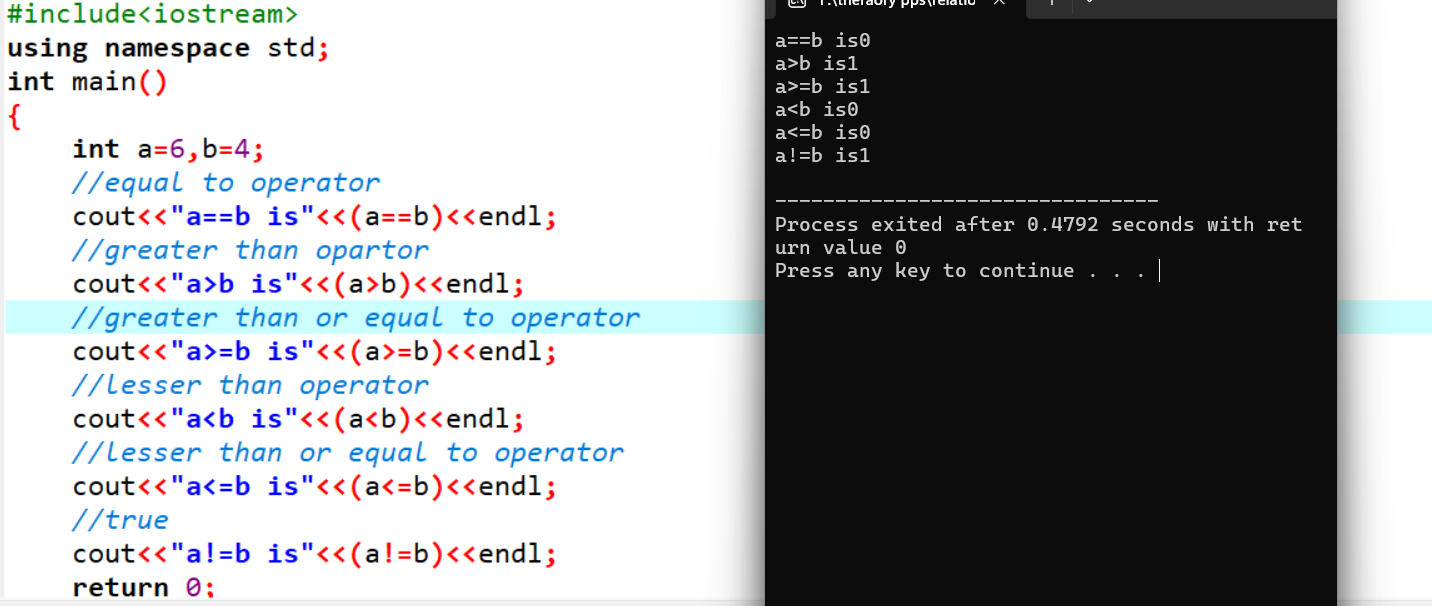 #include<iostream>
using namespace std;
int main()
{
int a=6,b=4;
//equal to operator
cout<<"a==b is"<<(a==b)<<endl;
//greater than opartor
cout<<"a>b is"<<(a>b)<<endl;
//greater than or equal to operator
cout<<"a>=b is"<<(a>=b)<<endl;
//lesser than operator
cout<<"a<b is"<<(a<b)<<endl;
//lesser than or equal to operator
cout<<"a<=b is"<<(a<=b)<<endl;
//true
cout<<"a!=b is"<<(a!=b)<<endl;
return 0;
a==b is0
a>b is1
a>=b is1
a<b is0
a<=b is0
a!=b is1
--------------------------------
Process exited after 0.4792 seconds with ret
urn value 0
Press any key to continue . . .